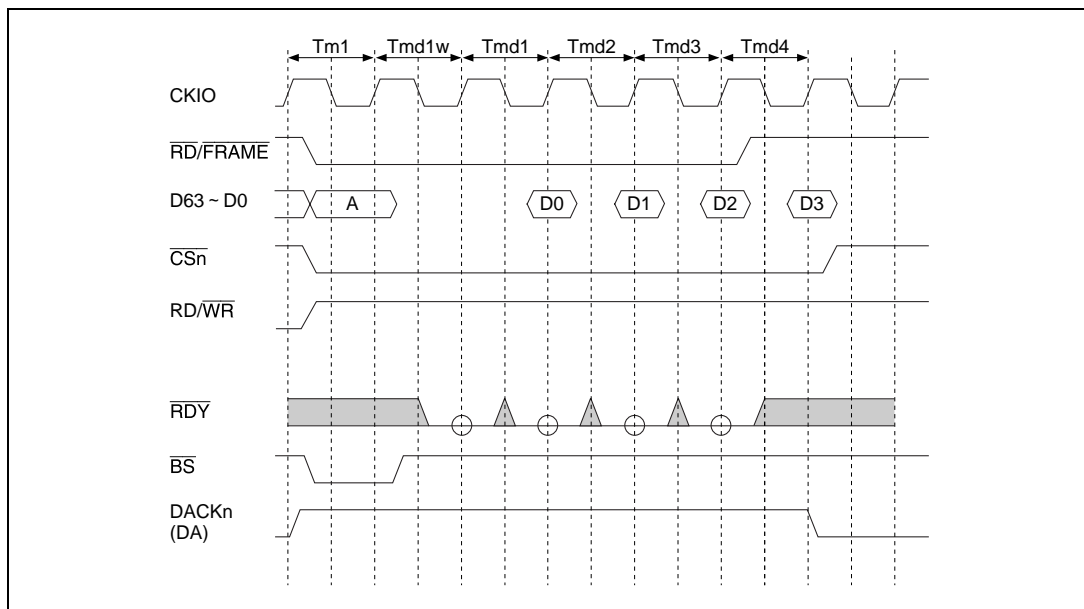 Tm1 Tmd1w Tmd1 Tmd2 Tmd3 Tmd4
CKIO
RD/FRAME
D63 ~ D0 A D0 D1 D2 D3
CSn
RD/WR
RDY
BS
DACKn
(DA)